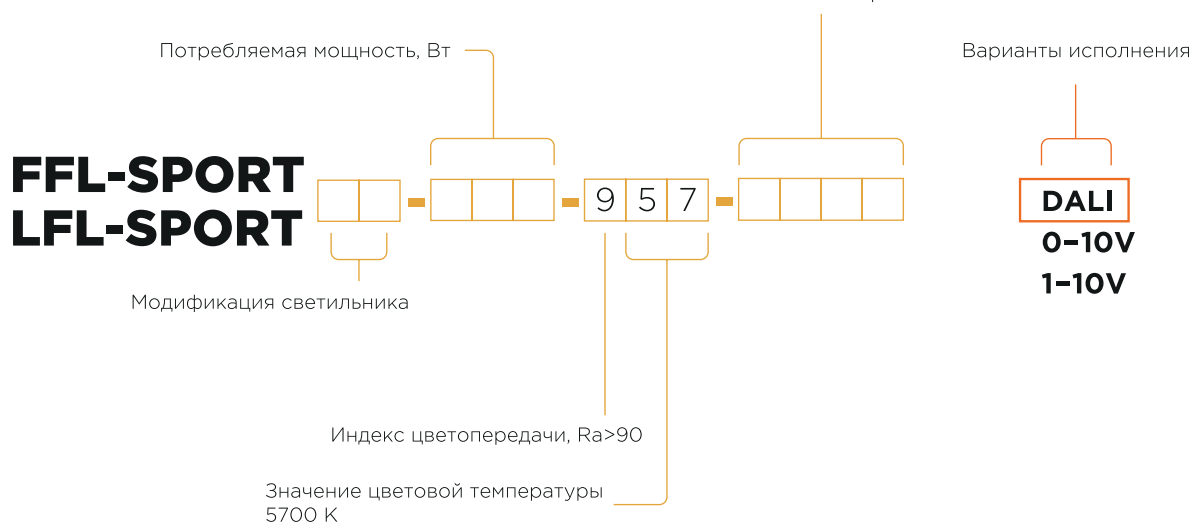 Потребляемая мощность, Вт
Варианты исполнения
FFL-SPORT
LFL-SPORT
9 5 7
DALI
0-10V
1-10V
Модификация светильника
Индекс цветопередачи, Ra>90
Значение цветовой температуры
5700 К